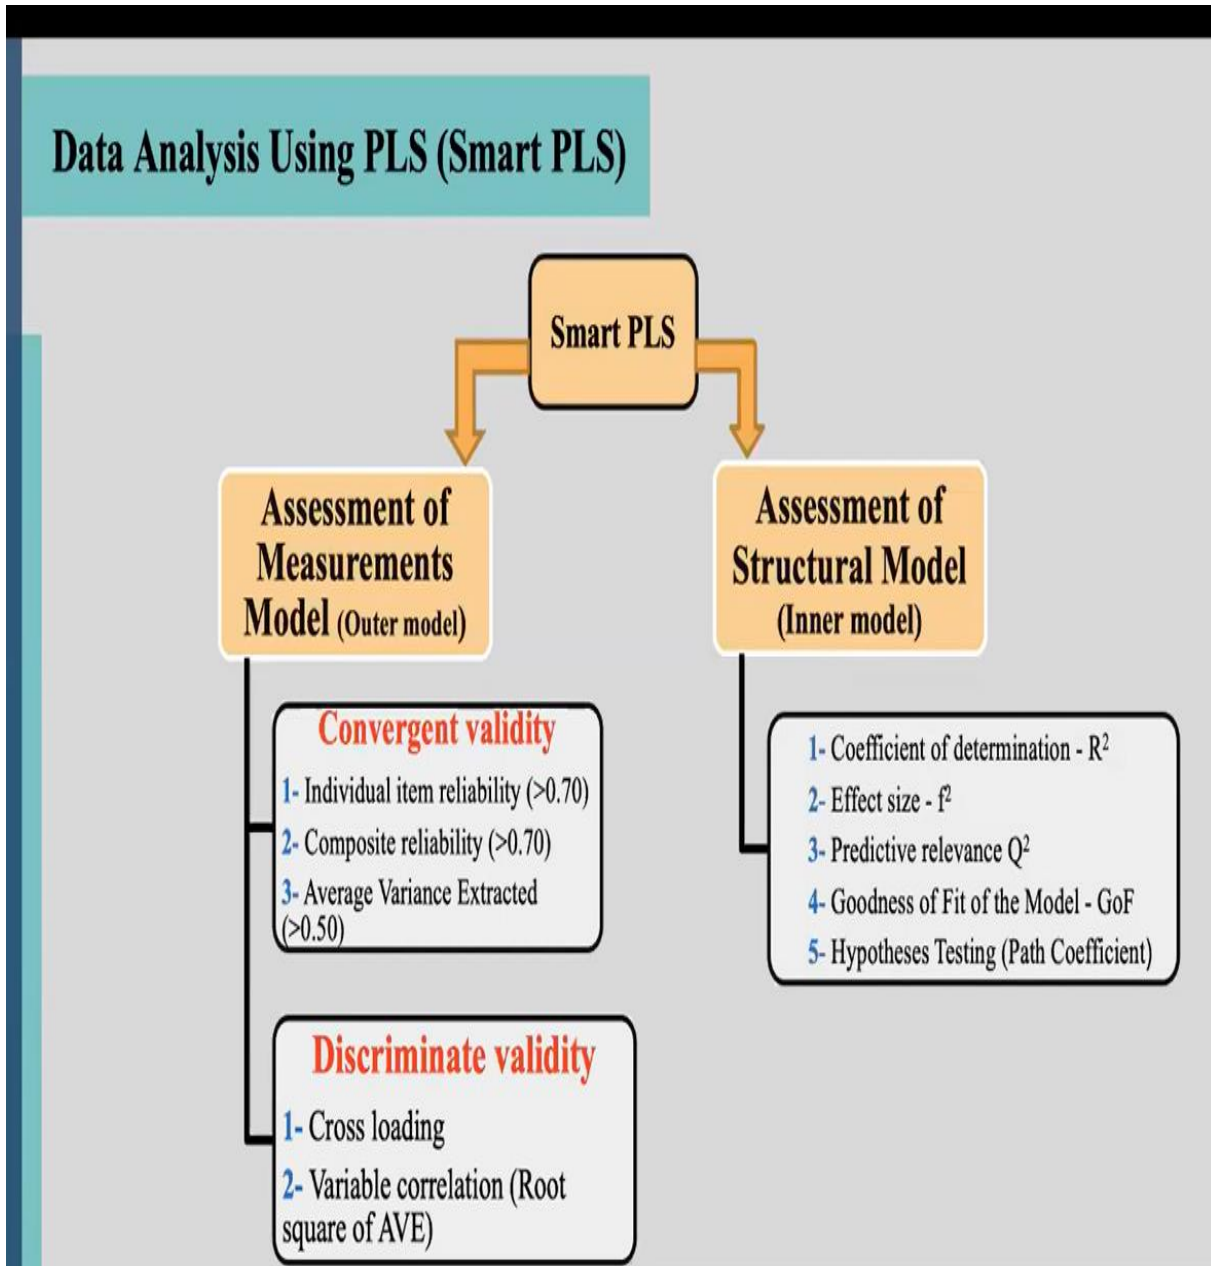 Data Analysis Using PLS (Smart PLS)
Smart PLS
Assessment of
Measurements
Model (Outer model)
Convergent validity
1- Individual item reliability (>0.70)
2- Composite reliability (>0.70)
3- Average Variance Extracted
(>0.50)
Discriminate validity
1- Cross loading
2- Variable correlation (Root
square of AVE)
Assessment of
Structural Model
(Inner model)
1- Coefficient of determination - R²
2- Effect size - f²
3- Predictive relevance Q²
4- Goodness of Fit of the Model - GoF
5- Hypotheses Testing (Path Coefficient)